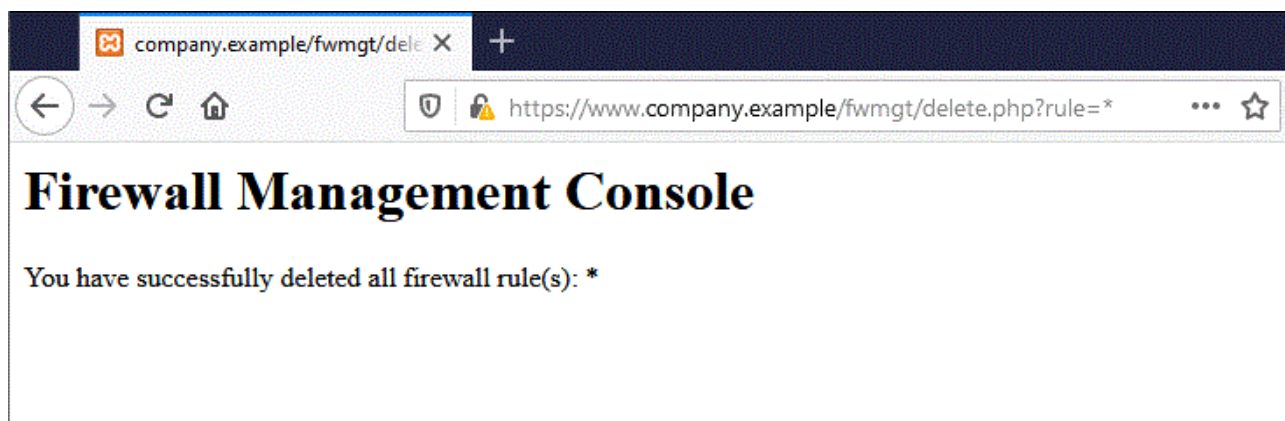 company.example/fwmgt/dele
https://www.company.example/fwmgt/delete.php?rule=*
Firewall Management Console
You have successfully deleted all firewall rule(s): *